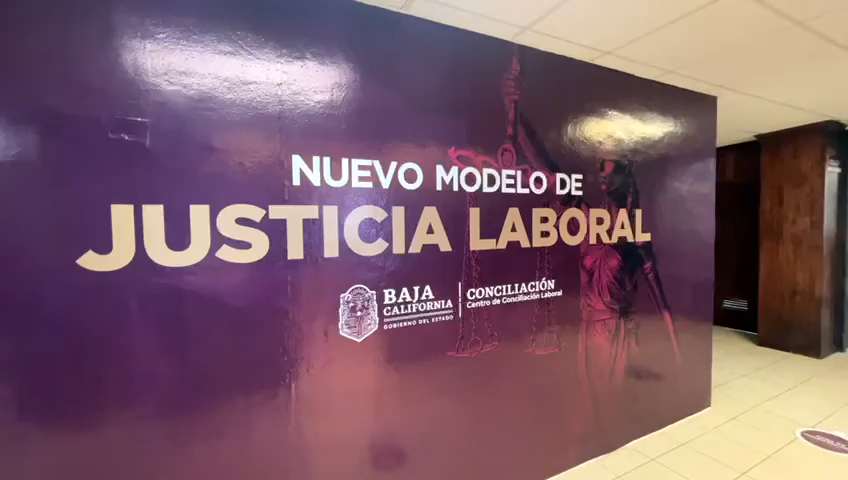 NUEVO MODELO DE
JUSTICIA LABORAL
BAJA
CALIFORNIA
GOBIERNO DEL ESTADO
CONCILIACIÓN
Centro de Conciliación Laboral